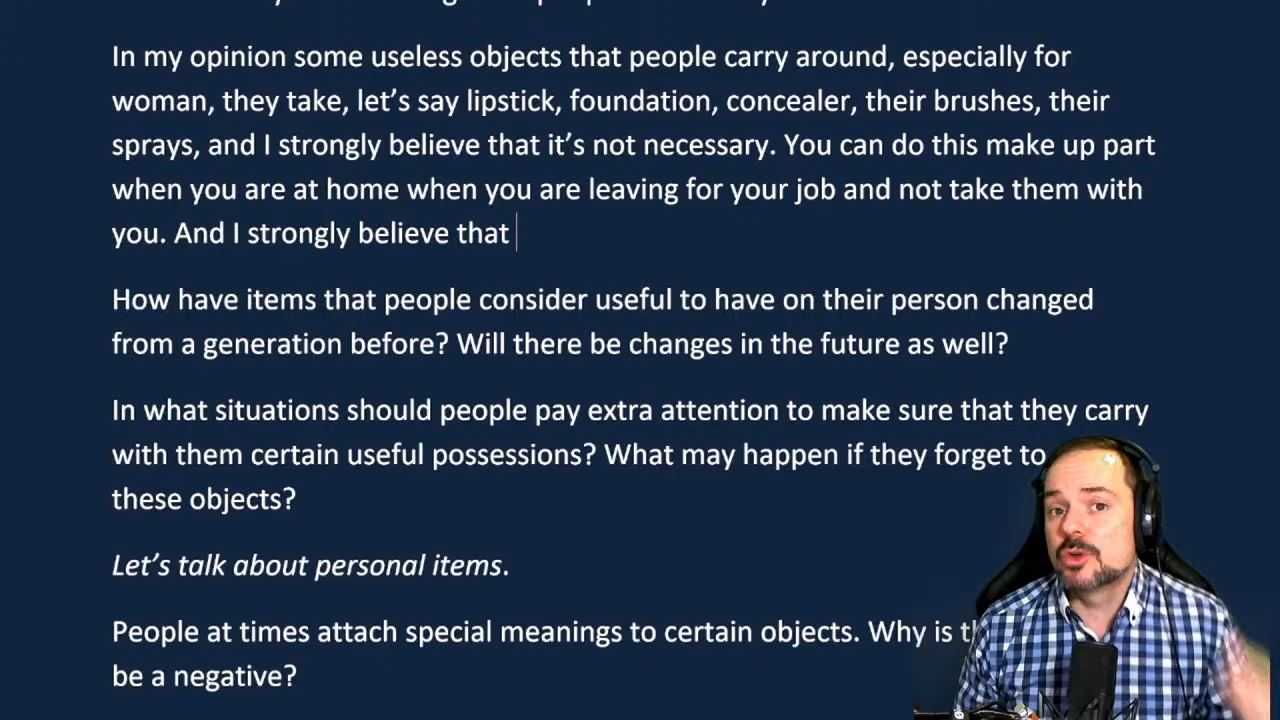 In my opinion some useless objects that people carry around, especially for
woman, they take, let's say lipstick, foundation, concealer, their brushes, their
sprays, and I strongly believe that it's not necessary. You can do this make up part
when you are at home when you are leaving for your job and not take them with
you. And I strongly believe that
How have items that people consider useful to have on their person changed
from a generation before? Will there be changes in the future as well?
In what situations should people pay extra attention to make sure that they carry
with them certain useful possessions? What may happen if they forget to
these objects?
Let's talk about personal items.
People at times attach special meanings to certain objects. Why is
be a negative?